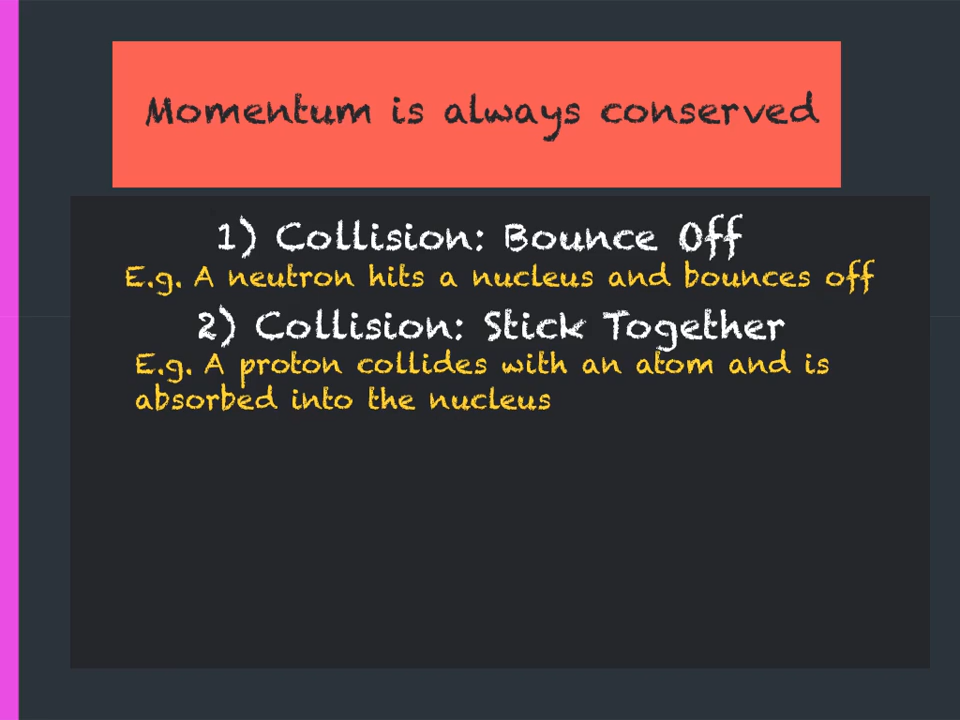 Momentum is always conserved
1) Collision: Bounce Off
E.g. A neutron hits a nucleus and bounces off
2) Collision: Stick Together
E.g. A proton collides with an atom and is
absorbed into the nucleus